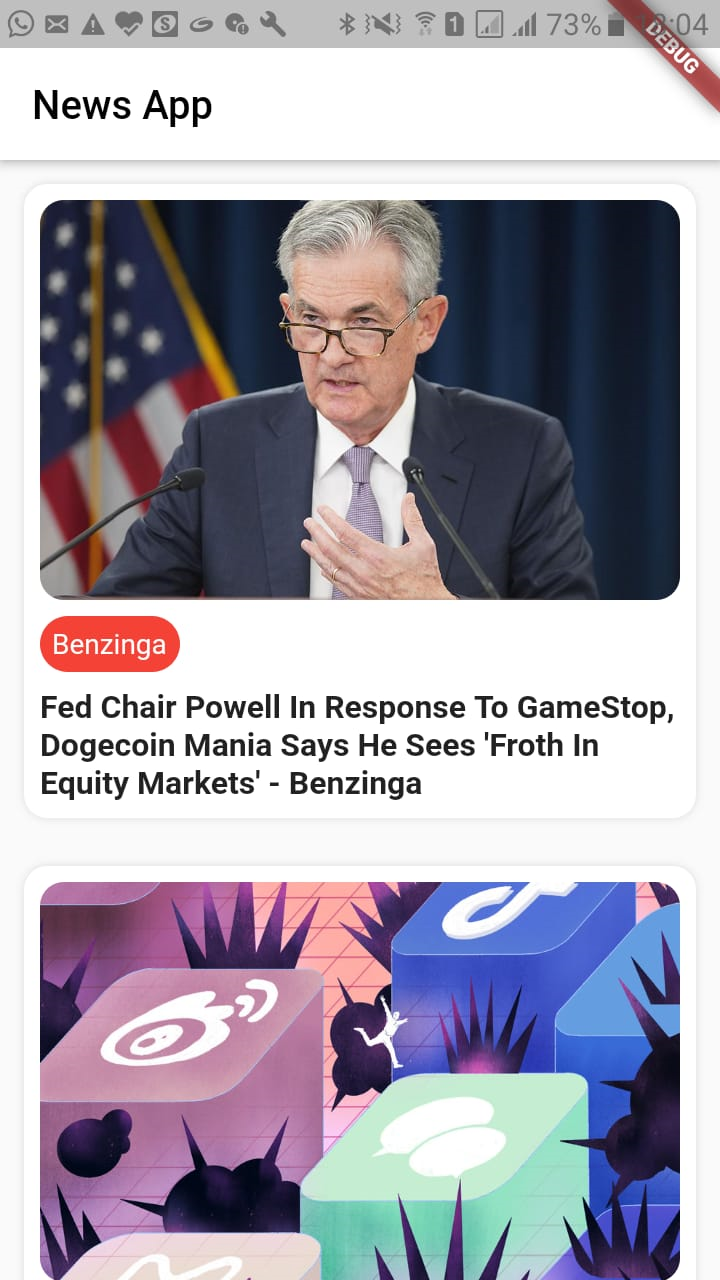 1 73% 18:04
DEBUG
News App
Benzinga
Fed Chair Powell In Response To GameStop,
Dogecoin Mania Says He Sees 'Froth In
Equity Markets' - Benzinga